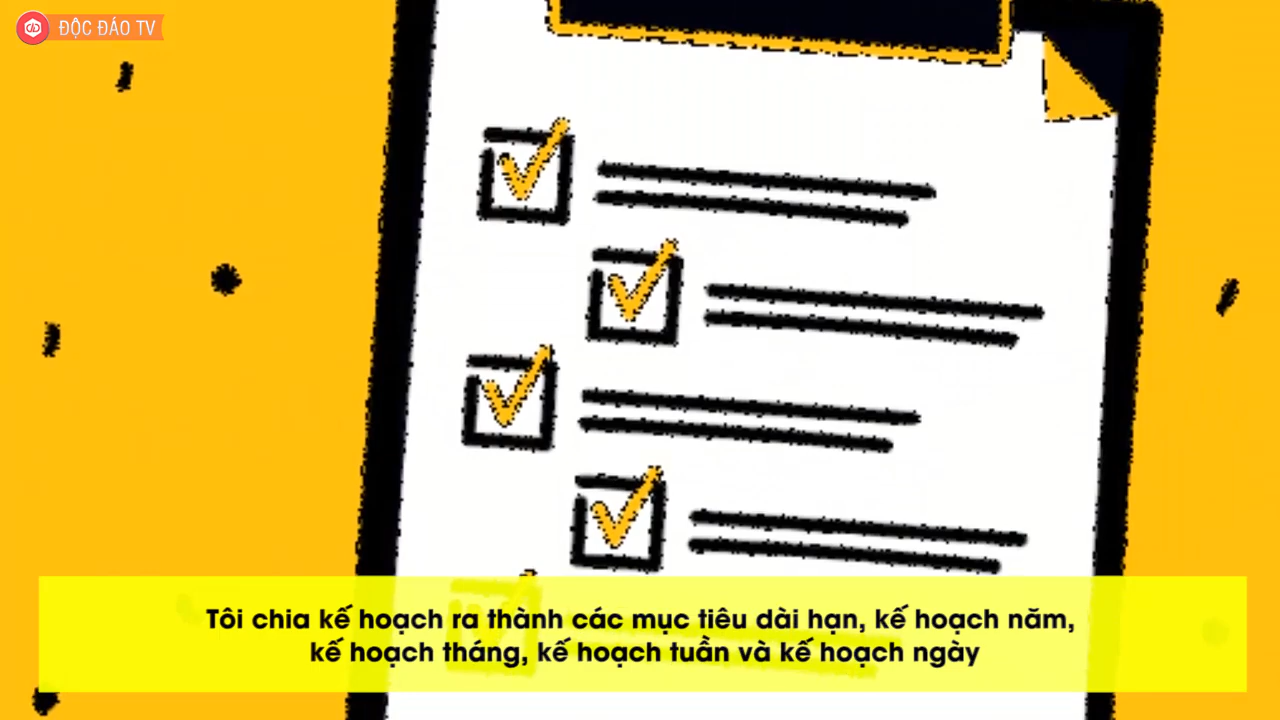 ĐỘC ĐÁO TV
Tôi chia kế hoạch ra thành các mục tiêu dài hạn, kế hoạch năm,
kế hoạch tháng, kế hoạch tuần và kế hoạch ngày